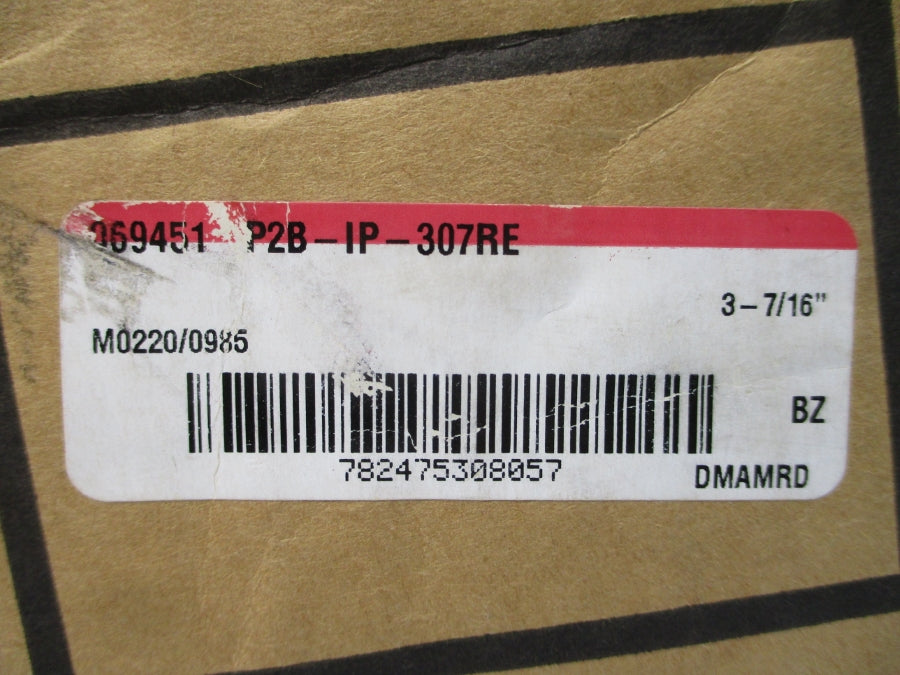 069451 P2B-IP-307RE
3-7/16"
M0220/0985
BZ
782475308057
DMAMRD